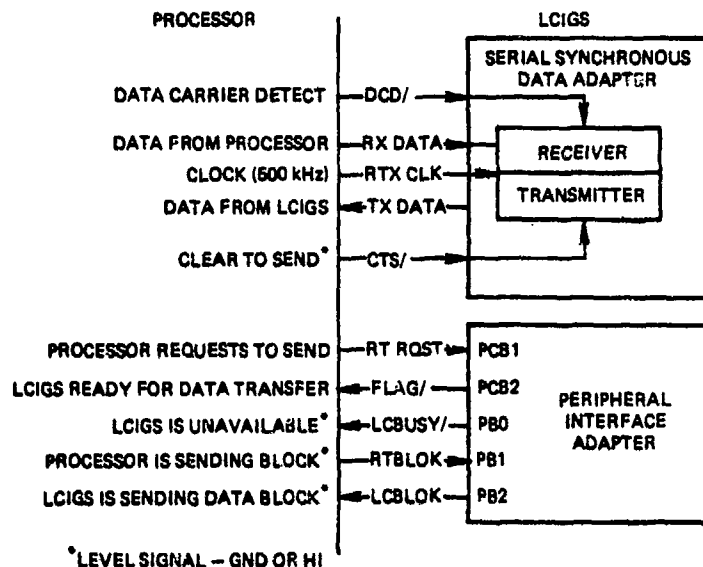 PROCESSOR
LCIGS
SERIAL SYNCHRONOUS
DATA ADAPTER
DATA CARRIER DETECT DCD/
DATA FROM PROCESSOR RX DATA
RECEIVER
CLOCK (500 kHz) RTX CLK
TRANSMITTER
DATA FROM LCIGS TX DATA
CLEAR TO SEND* CTS/
PROCESSOR REQUESTS TO SEND RT RQST PCB1
LCIGS READY FOR DATA TRANSFER FLAG/ PCB2
PERIPHERAL
INTERFACE
ADAPTER
LCIGS IS UNAVAILABLE* LCBUSY/ PB0
PROCESSOR IS SENDING BLOCK* RTBLOK PB1
LCIGS IS SENDING DATA BLOCK* LCBLOK PB2
*LEVEL SIGNAL – GND OR HI